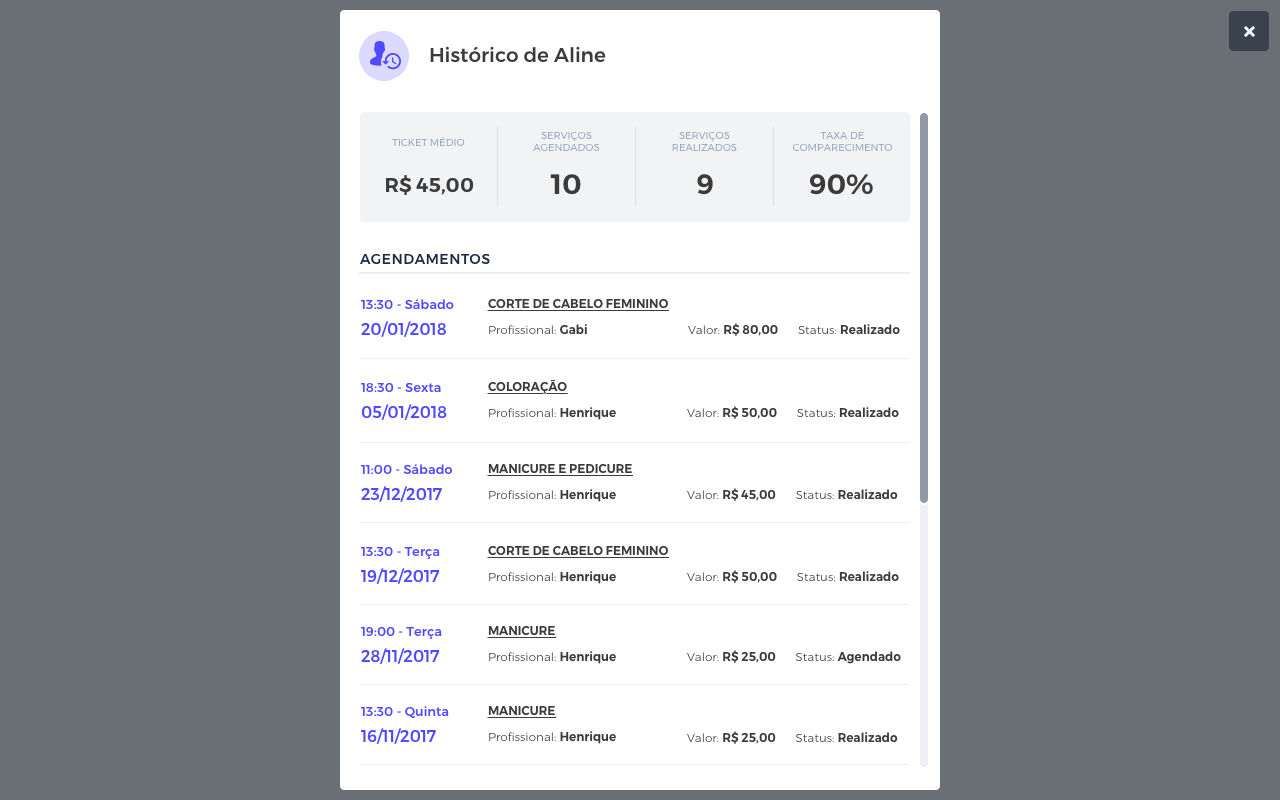 Histórico de Aline
TICKET MÉDIO
R$ 45,00
SERVIÇOS
AGENDADOS
10
SERVIÇOS
REALIZADOS
9
TAXA DE
COMPARECIMENTO
90%
AGENDAMENTOS
13:30 - Sábado
20/01/2018
CORTE DE CABELO FEMININO
Profissional: Gabi Valor: R$ 80,00 Status: Realizado
18:30 - Sexta
05/01/2018
COLORAÇÃO
Profissional: Henrique Valor: R$ 50,00 Status: Realizado
11:00 - Sábado
23/12/2017
MANICURE E PEDICURE
Profissional: Henrique Valor: R$ 45,00 Status: Realizado
13:30 - Terça
19/12/2017
CORTE DE CABELO FEMININO
Profissional: Henrique Valor: R$ 50,00 Status: Realizado
19:00 - Terça
28/11/2017
MANICURE
Profissional: Henrique Valor: R$ 25,00 Status: Agendado
13:30 - Quinta
16/11/2017
MANICURE
Profissional: Henrique Valor: R$ 25,00 Status: Realizado